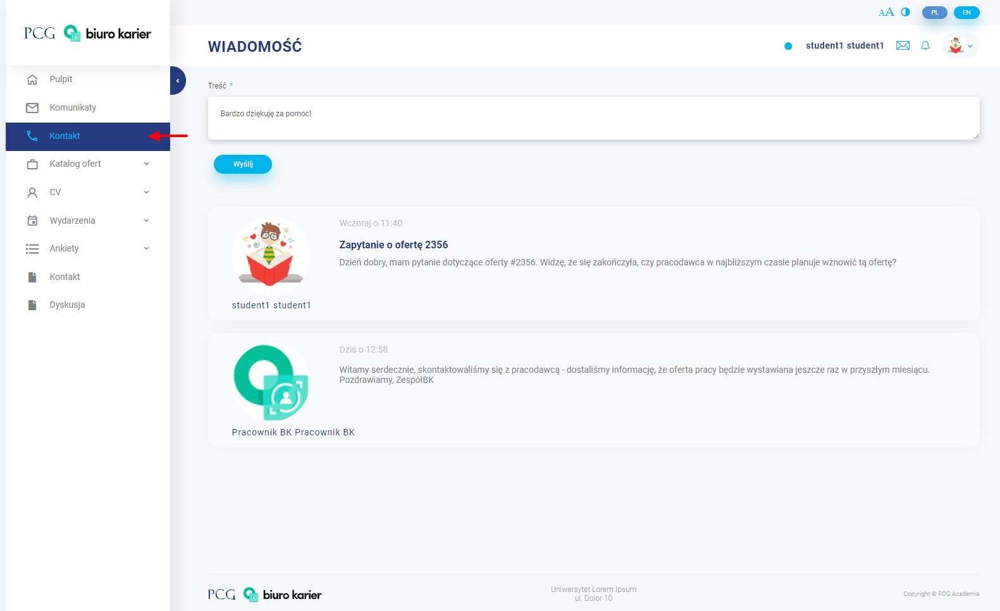 AA
PL
EN
PCG biuro karier
WIADOMOŚĆ
student1 student1
Pulpit
Komunikaty
Kontakt
Katalog ofert
CV
Wydarzenia
Ankiety
Kontakt
Dyskusja
Treść *
Bardzo dziękuję za pomoc!
Wyślij
Wczoraj o 11:40
Zapytanie o ofertę 2356
Dzień dobry, mam pytanie dotyczące oferty #2356. Widzę, że się zakończyła, czy pracodawca w najbliższym czasie planuje wznowić tą ofertę?
student1 student1
Dziś o 12:58
Witamy serdecznie, skontaktowaliśmy się z pracodawcą - dostaliśmy informację, że oferta pracy będzie wystawiana jeszcze raz w przyszłym miesiącu.
Pozdrawiamy, ZespółBK
Pracownik BK Pracownik BK
PCG biuro karier
Uniwersytet Lorem Ipsum
ul. Dolor 10
Copyright © PCG Academia